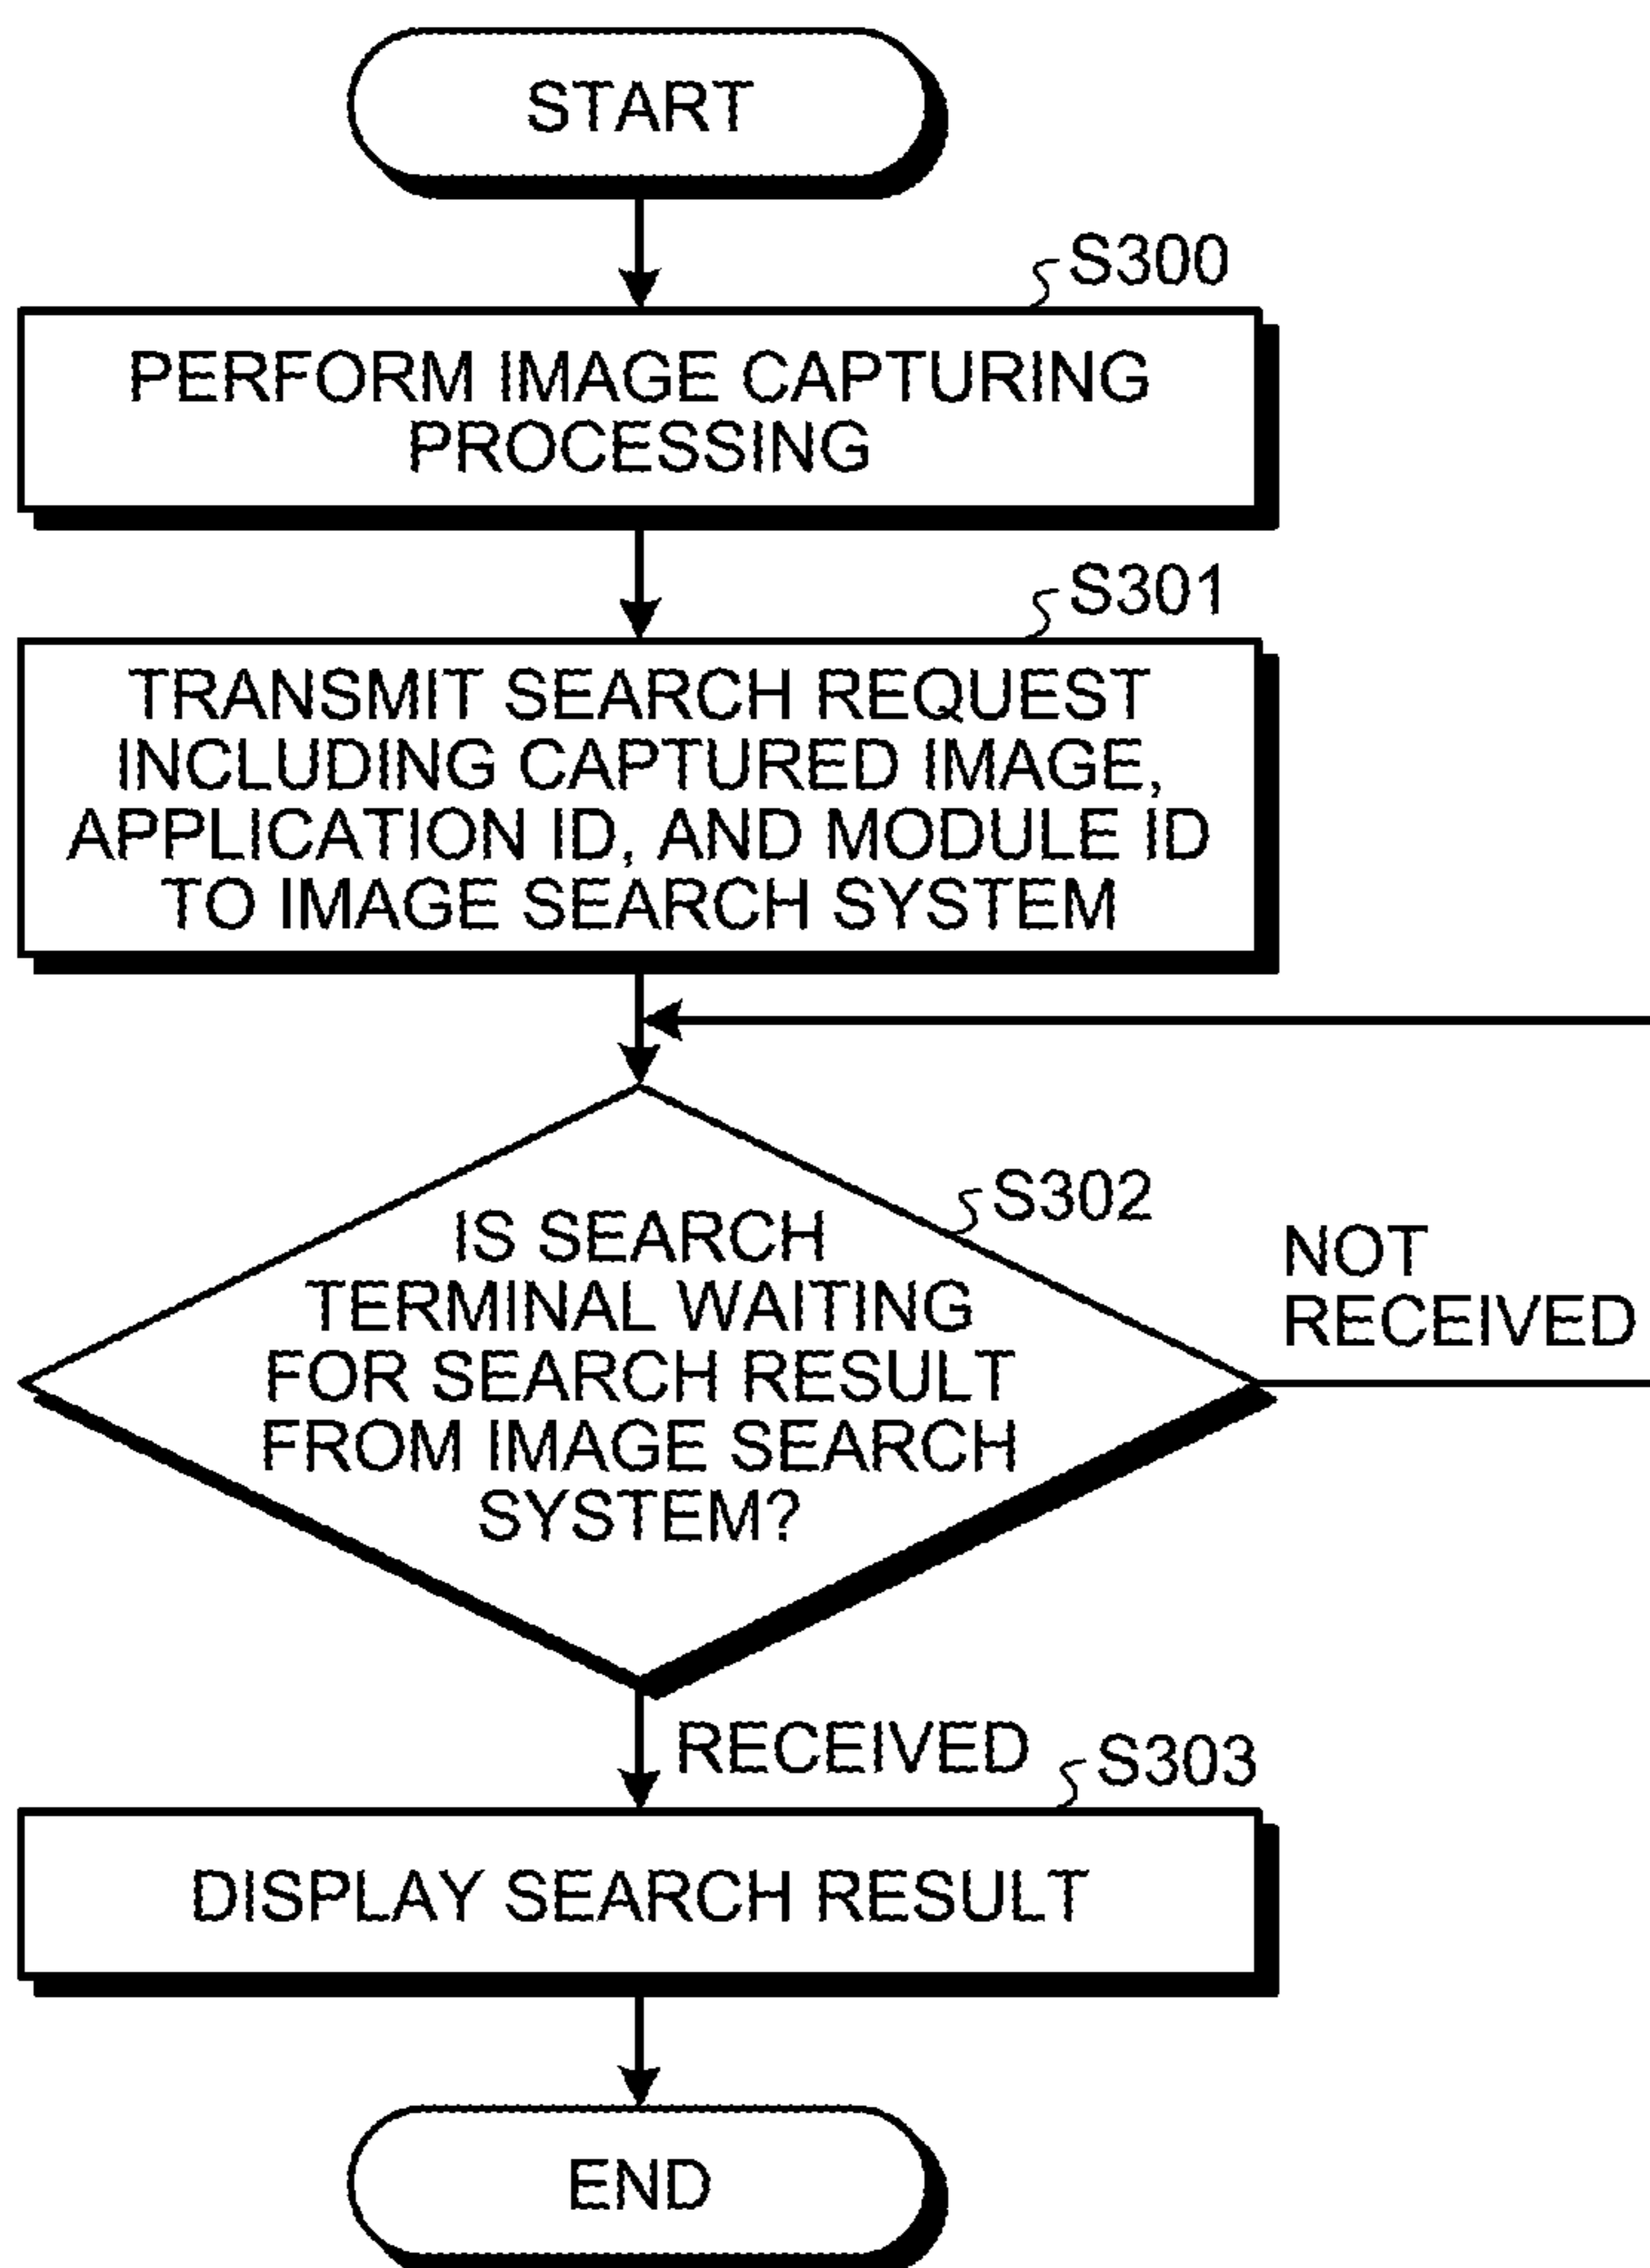 START
S300
PERFORM IMAGE CAPTURING
PROCESSING
S301
TRANSMIT SEARCH REQUEST
INCLUDING CAPTURED IMAGE,
APPLICATION ID, AND MODULE ID
TO IMAGE SEARCH SYSTEM
S302
IS SEARCH
TERMINAL WAITING
FOR SEARCH RESULT
FROM IMAGE SEARCH
SYSTEM?
NOT
RECEIVED
RECEIVED
S303
DISPLAY SEARCH RESULT
END